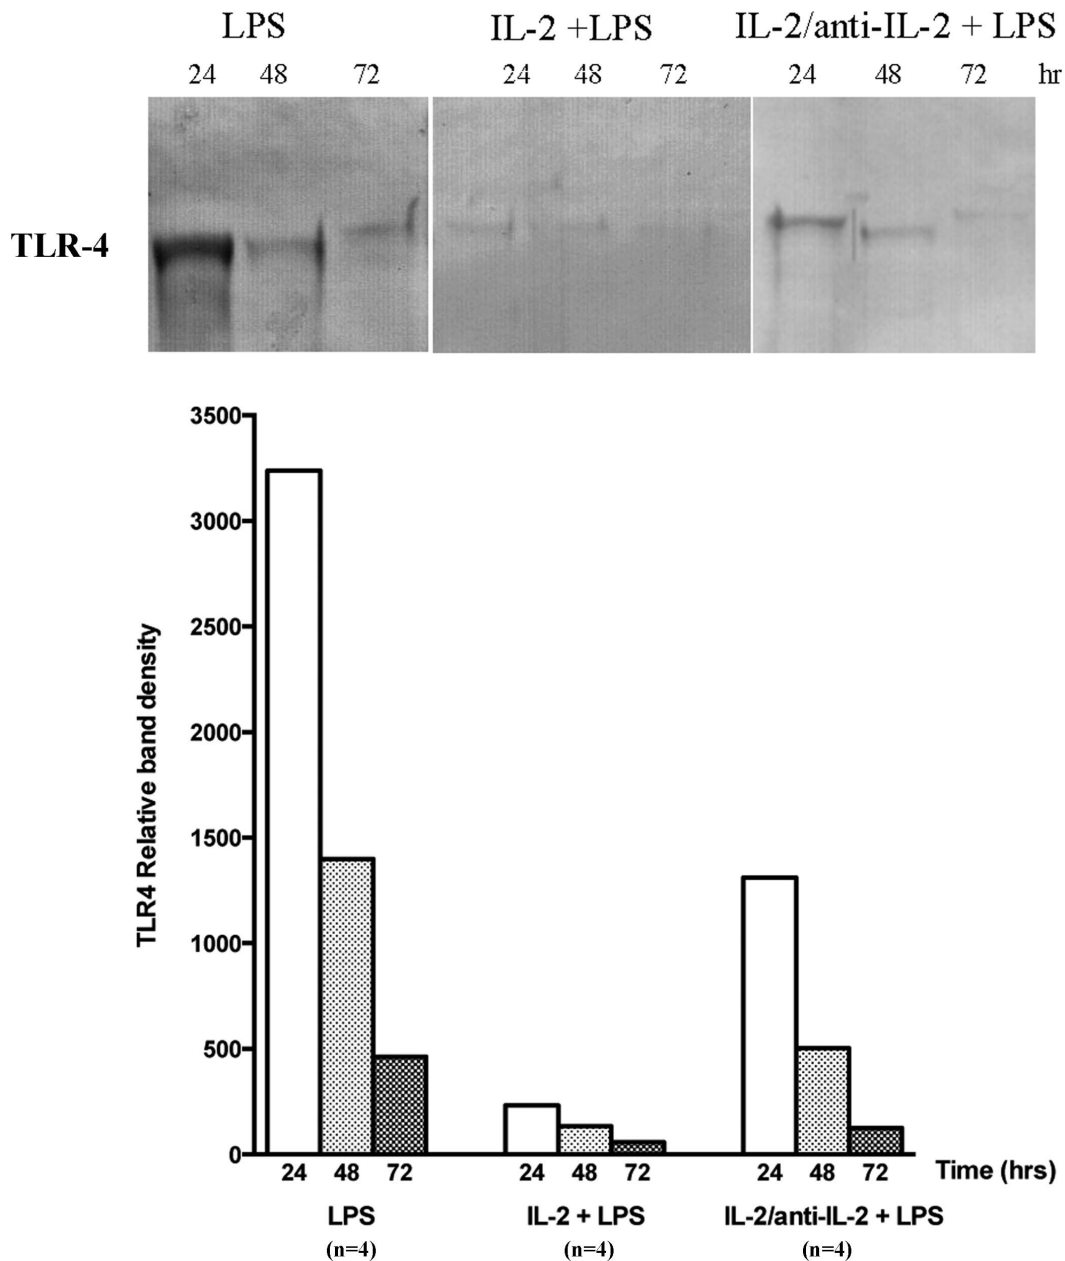 LPS IL-2 +LPS IL-2/anti-IL-2 + LPS
24 48 72 24 48 72 24 48 72 hr
TLR-4
3500
3000
2500
2000
1500
1000
500
0
TLR4 Relative band density
24 48 72 24 48 72 24 48 72 Time (hrs)
LPS IL-2 + LPS IL-2/anti-IL-2 + LPS
(n=4) (n=4) (n=4)